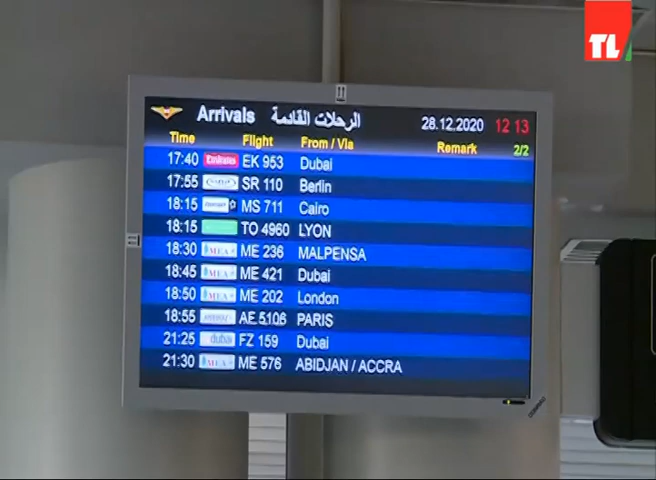 TL
Arrivals الرحلات القادمة 28.12.2020 12 13
Time Flight From / Via Remark 2/2
17:40 Emirates EK 953 Dubai
17:55 SR 110 Berlin
18:15 MS 711 Cairo
18:15 TO 4960 LYON
18:30 MEA ME 236 MALPENSA
18:45 MEA ME 421 Dubai
18:50 MEA ME 202 London
18:55 AE 5106 PARIS
21:25 dubai FZ 159 Dubai
21:30 MEA ME 576 ABIDJAN / ACCRA